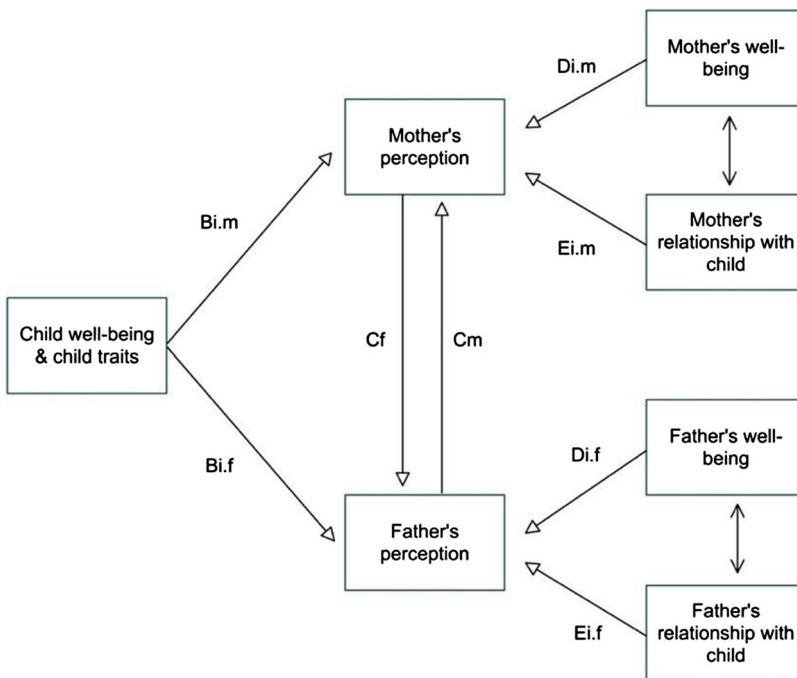 Mother's well-
being
Di.m
Mother's
perception
Bi.m
Mother's
relationship with
child
Ei.m
Child well-being
& child traits
Cf
Cm
Father's well-
being
Di.f
Bi.f
Father's
perception
Father's
relationship with
child
Ei.f